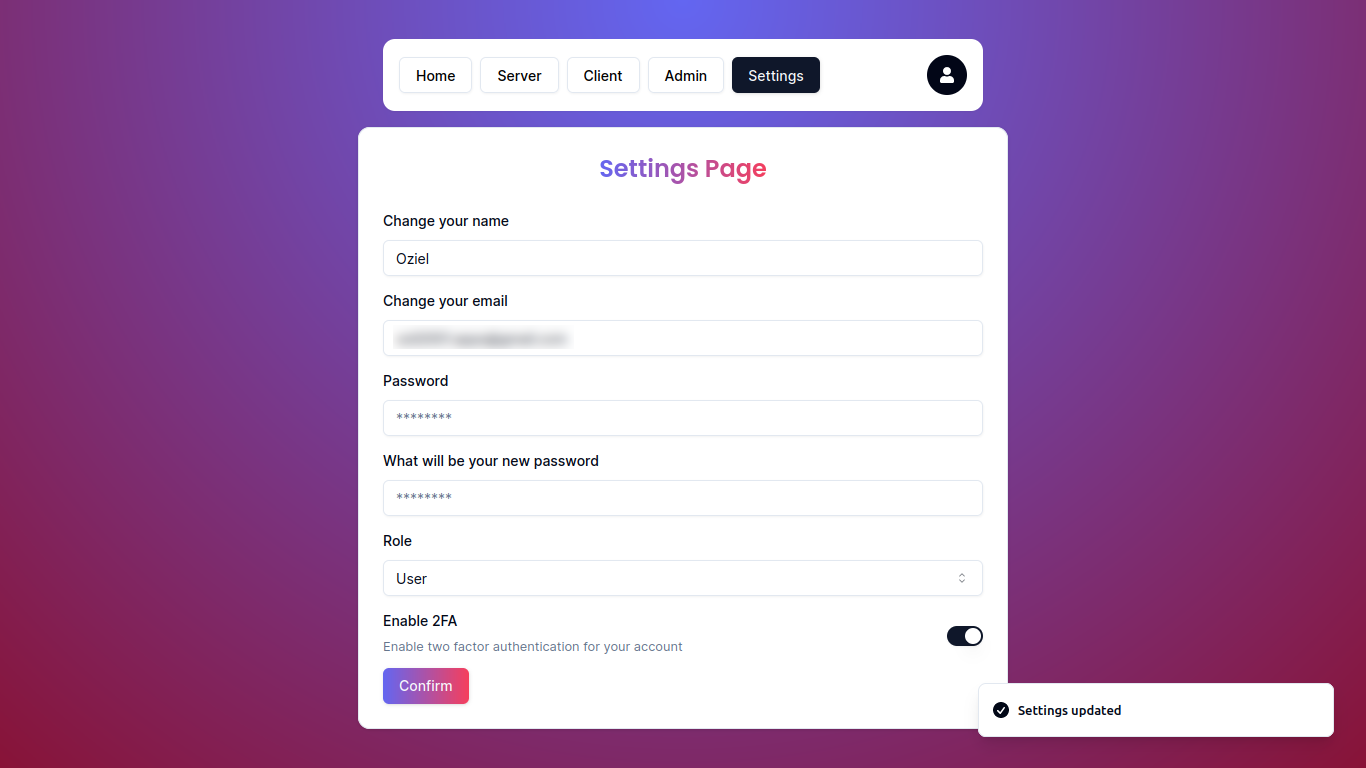 Home
Server
Client
Admin
Settings
Settings Page
Change your name
Oziel
Change your email
Password
********
What will be your new password
********
Role
User
Enable 2FA
Enable two factor authentication for your account
Confirm
Settings updated